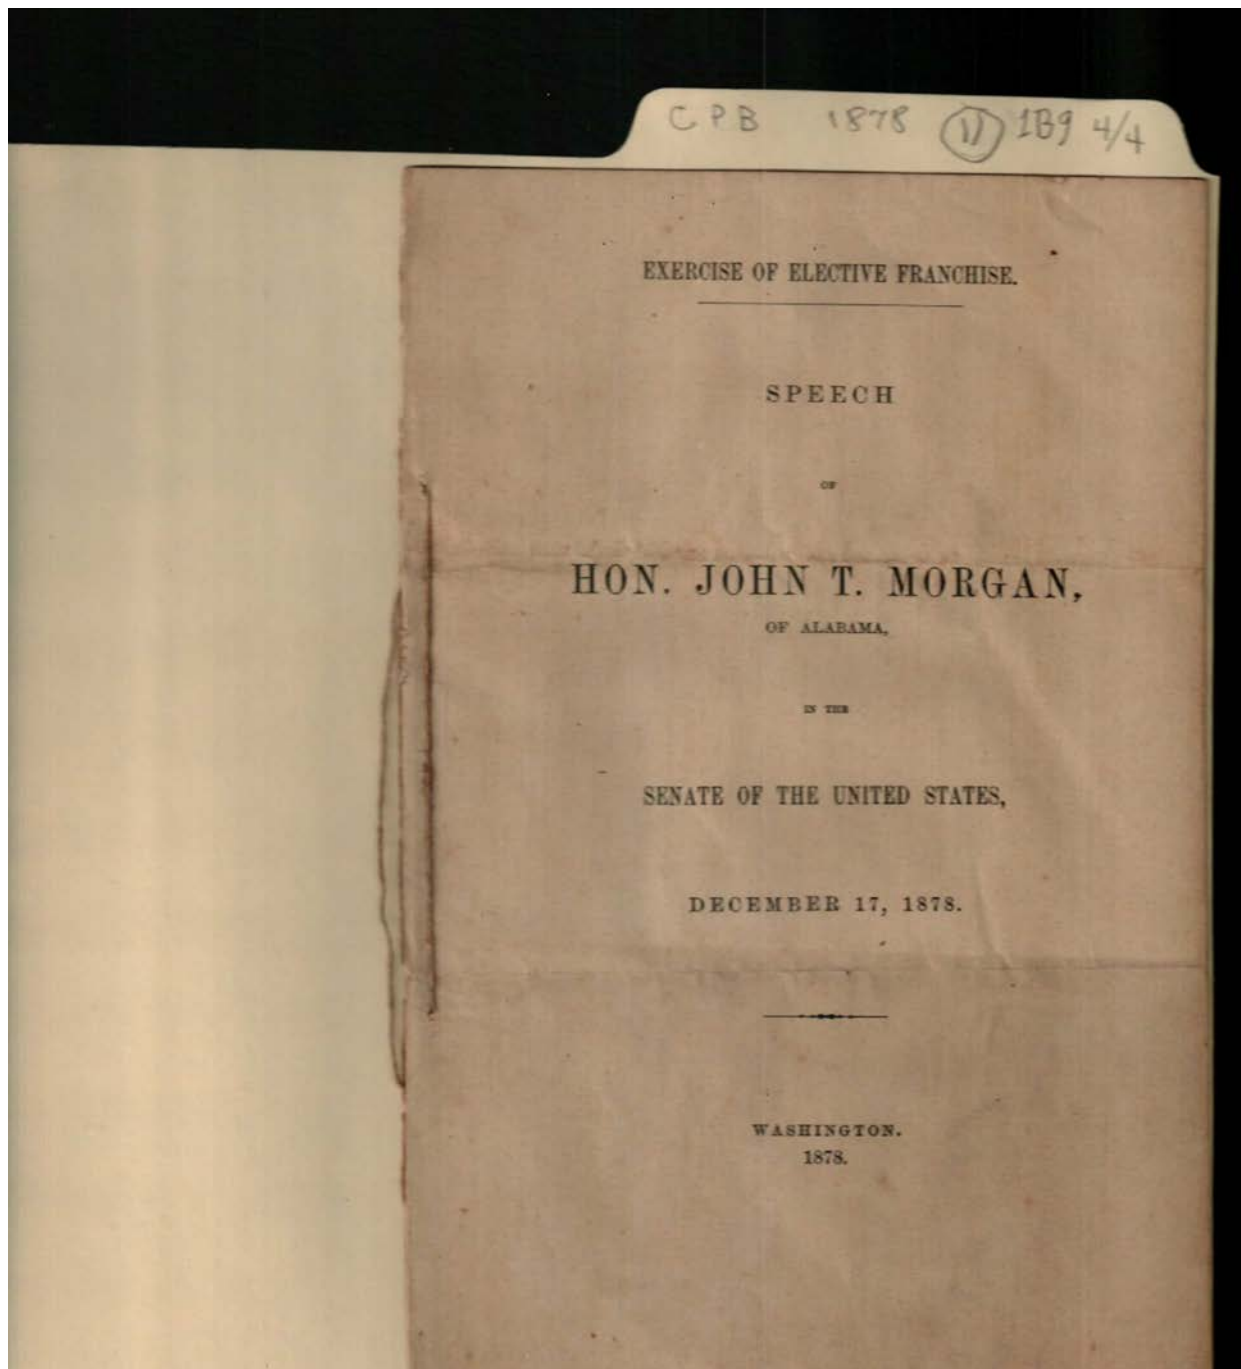 CPB 1878 11 1B9 4/4
EXERCISE OF ELECTIVE FRANCHISE.
SPEECH
OF
HON. JOHN T. MORGAN,
OF ALABAMA,
IN THE
SENATE OF THE UNITED STATES,
DECEMBER 17, 1878.
WASHINGTON.
1878.